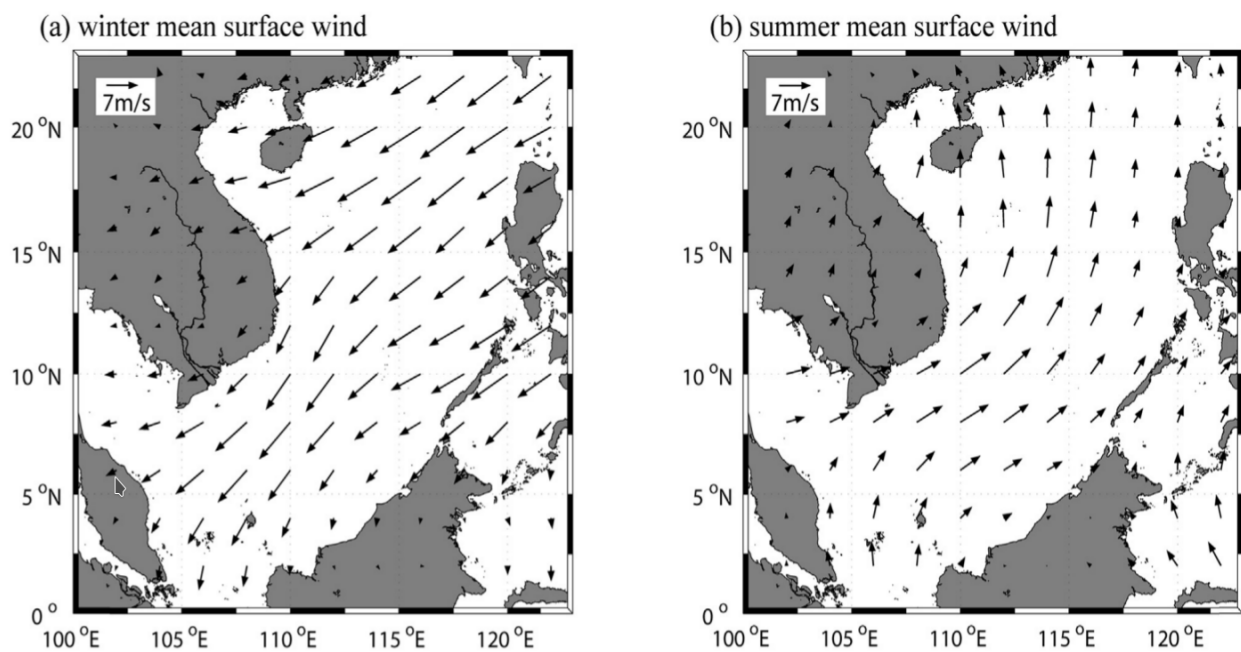 (a) winter mean surface wind
7m/s
20 °N
15 °N
10 °N
5 °N
0 °
100 °E 105 °E 110 °E 115 °E 120 °E
(b) summer mean surface wind
7m/s
20 °N
15 °N
10 °N
5 °N
0 °
100 °E 105 °E 110 °E 115 °E 120 °E